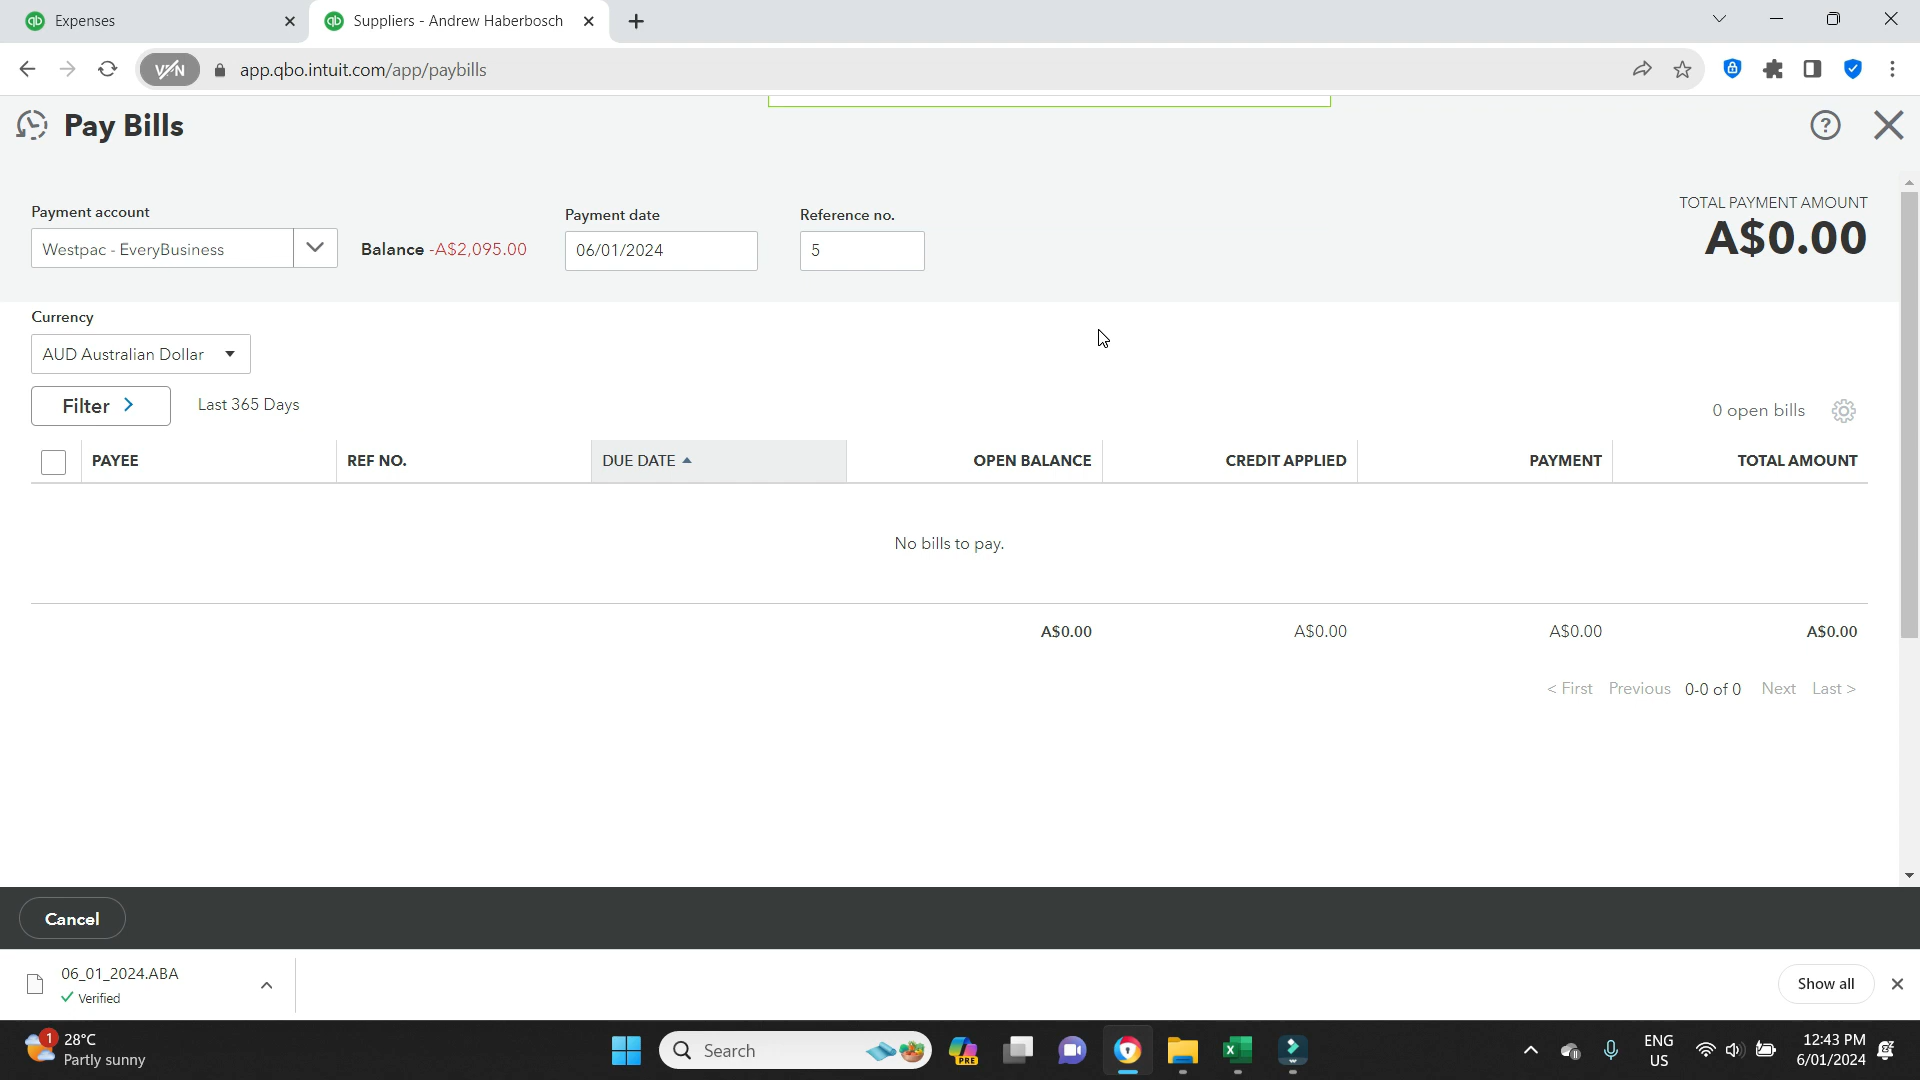 Expenses
Suppliers - Andrew Haberbosch
VPN
app.qbo.intuit.com/app/paybills
Pay Bills
Payment account
Payment date
Reference no.
TOTAL PAYMENT AMOUNT
Westpac - EveryBusiness
Balance -A$2,095.00
06/01/2024
5
A$0.00
Currency
AUD Australian Dollar
Filter
Last 365 Days
0 open bills
PAYEE
REF NO.
DUE DATE
OPEN BALANCE
CREDIT APPLIED
PAYMENT
TOTAL AMOUNT
No bills to pay.
A$0.00
A$0.00
A$0.00
A$0.00
< First Previous 0-0 of 0 Next Last >
Cancel
06_01_2024.ABA
Verified
Show all
1
28°C
Partly sunny
Search
PRE
ENG
US
12:43 PM
6/01/2024